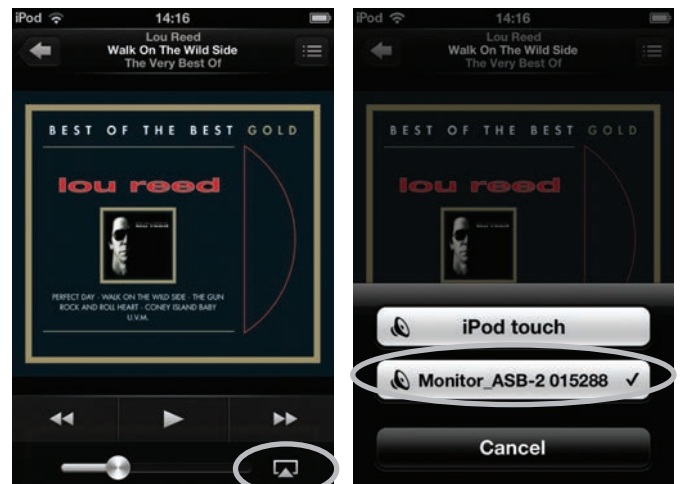 iPod 14:16
Lou Reed
Walk On The Wild Side
The Very Best Of
BEST OF THE BEST GOLD
lou reed
PERFECT DAY · WALK ON THE WILD SIDE · THE GUN
ROCK AND ROLL HEART · CONEY ISLAND BABY
U.V.M.
iPod 14:16
Lou Reed
Walk On The Wild Side
The Very Best Of
BEST OF THE BEST GOLD
lou reed
iPod touch
Monitor_ASB-2 015288
Cancel